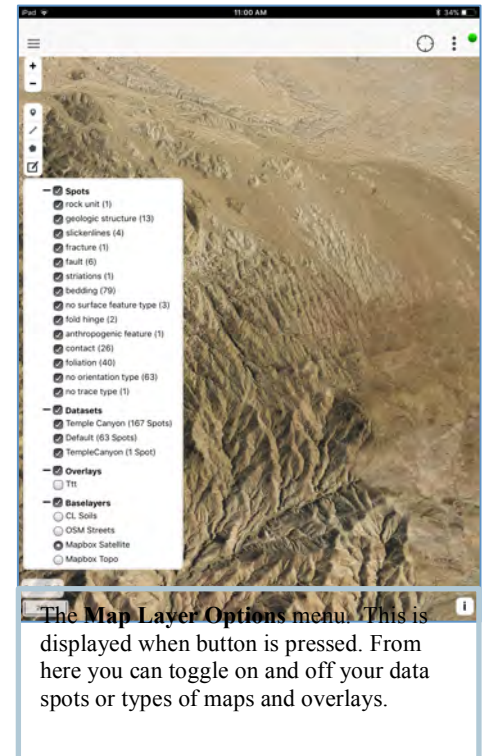 iPad
11:00 AM
34%
+
−
− Spots
rock unit (1)
geologic structure (13)
slickenlines (4)
fracture (1)
fault (6)
striations (1)
bedding (79)
no surface feature type (3)
fold hinge (2)
anthropogenic feature (1)
contact (26)
foliation (40)
no orientation type (63)
no trace type (1)
− Datasets
Temple Canyon (167 Spots)
Default (63 Spots)
TempleCanyon (1 Spot)
− Overlays
Ttt
− Baselayers
CL Soils
OSM Streets
Mapbox Satellite
Mapbox Topo
i
The Map Layer Options menu. This is
displayed when button is pressed. From
here you can toggle on and off your data
spots or types of maps and overlays.